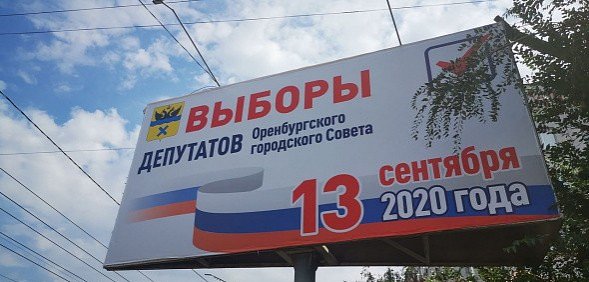 ВЫБОРЫ
ДЕПУТАТОВ Оренбургского
городского Совета
13 сентября
2020 года